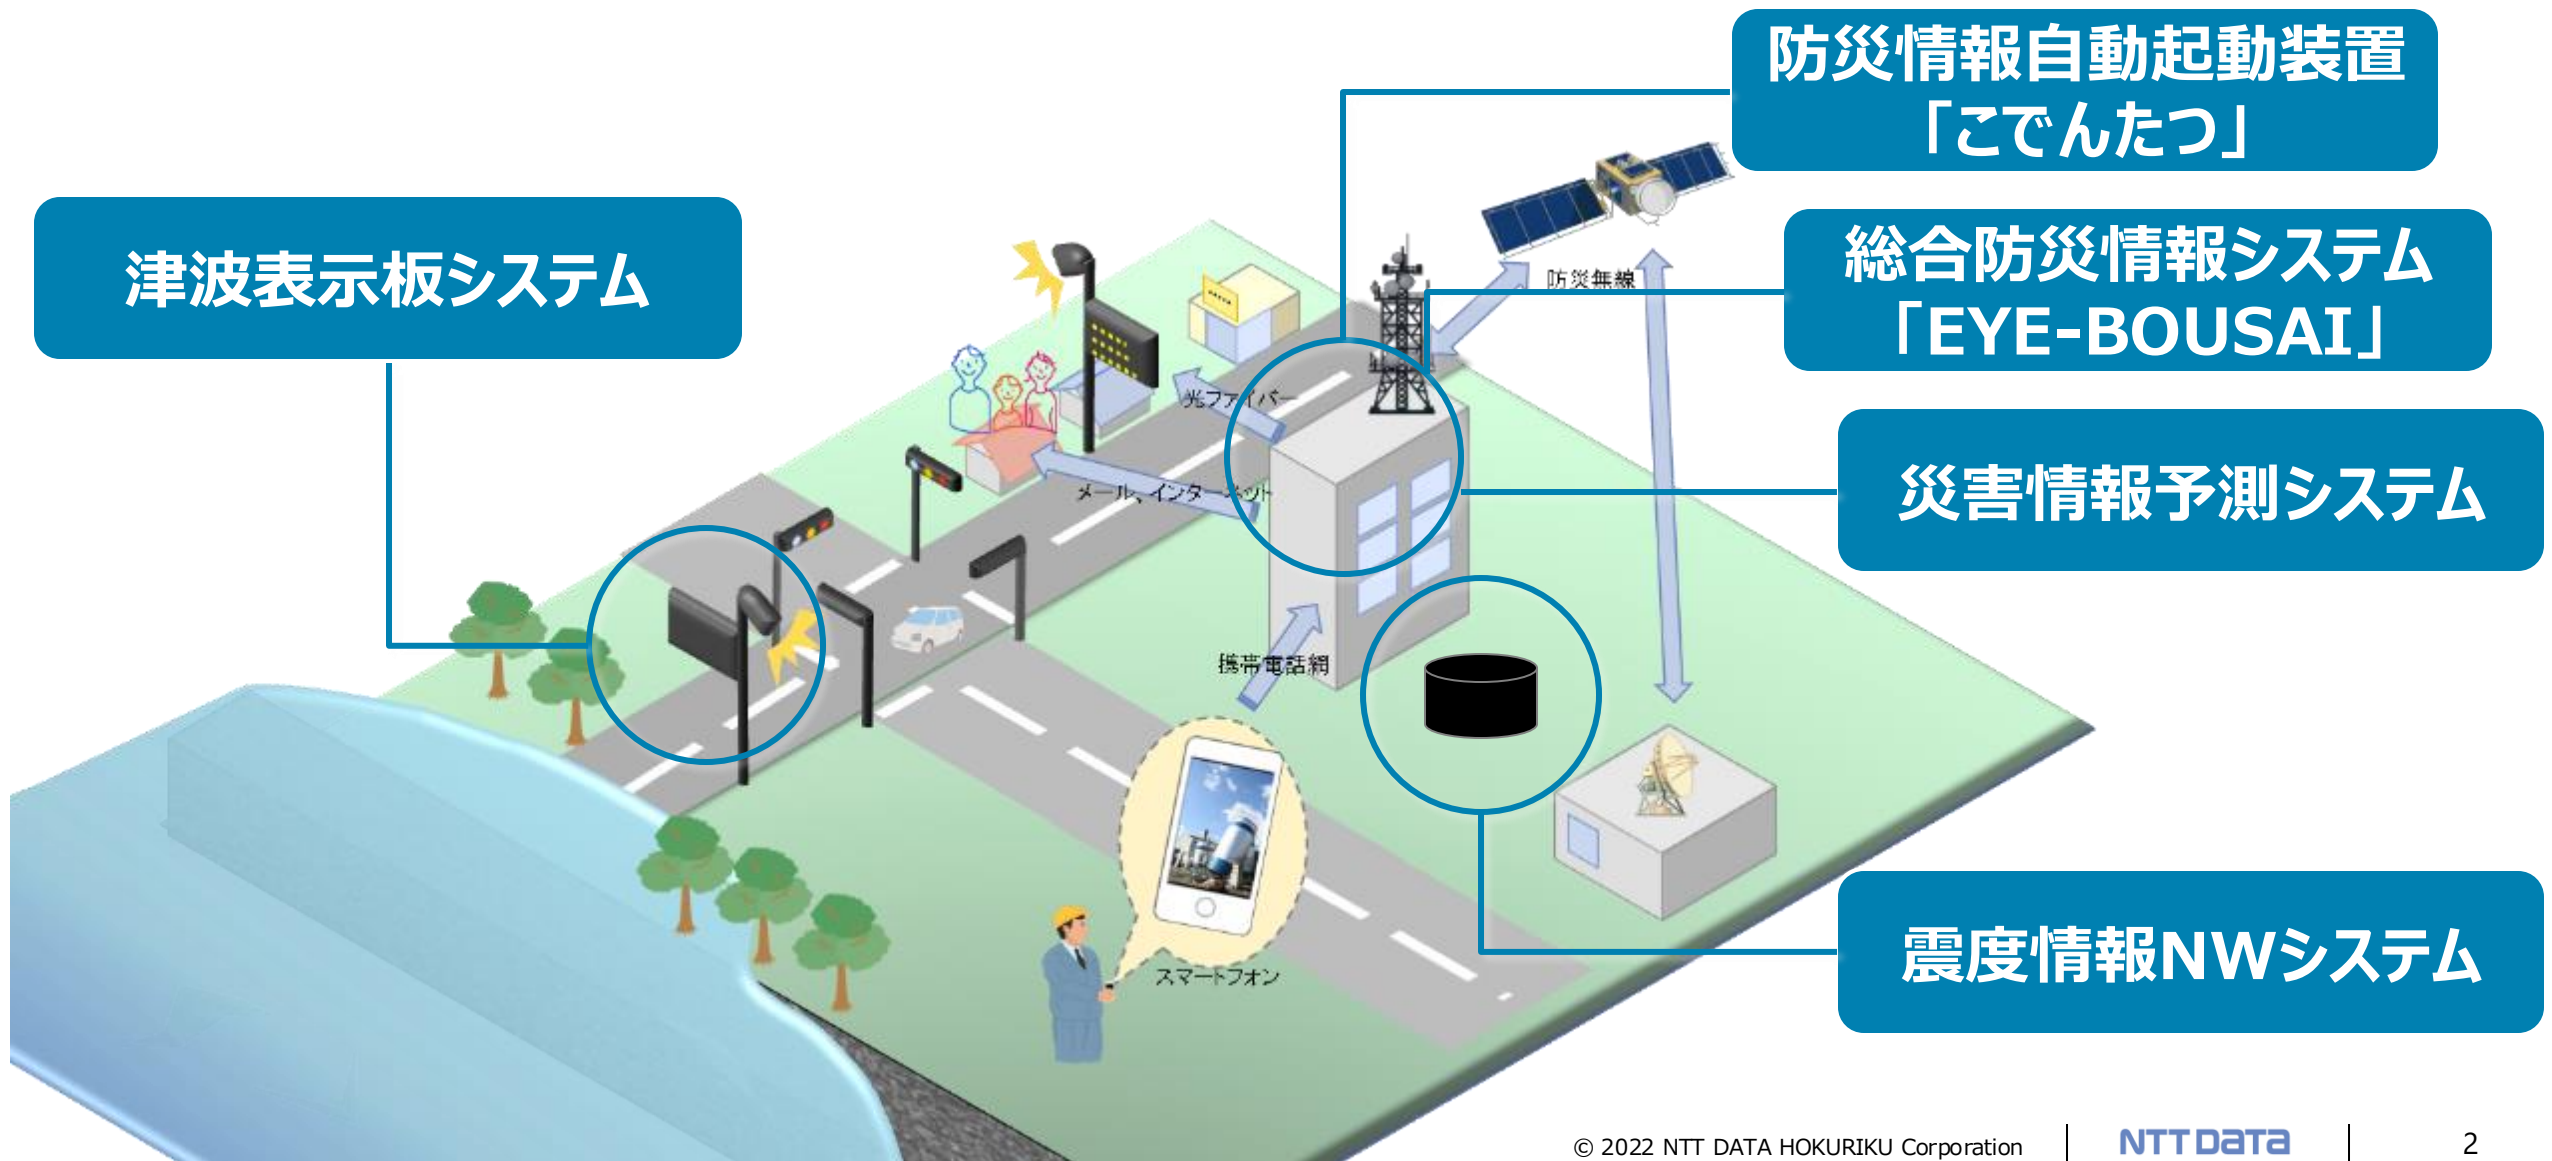 防災情報自動起動装置
「こでんたつ」
津波表示板システム
総合防災情報システム
「EYE-BOUSAI」
防災無線
光ファイバー
メール、インターネット
災害情報予測システム
携帯電話網
スマートフォン
震度情報NWシステム
© 2022 NTT DATA HOKURIKU Corporation
NTT DATA
2